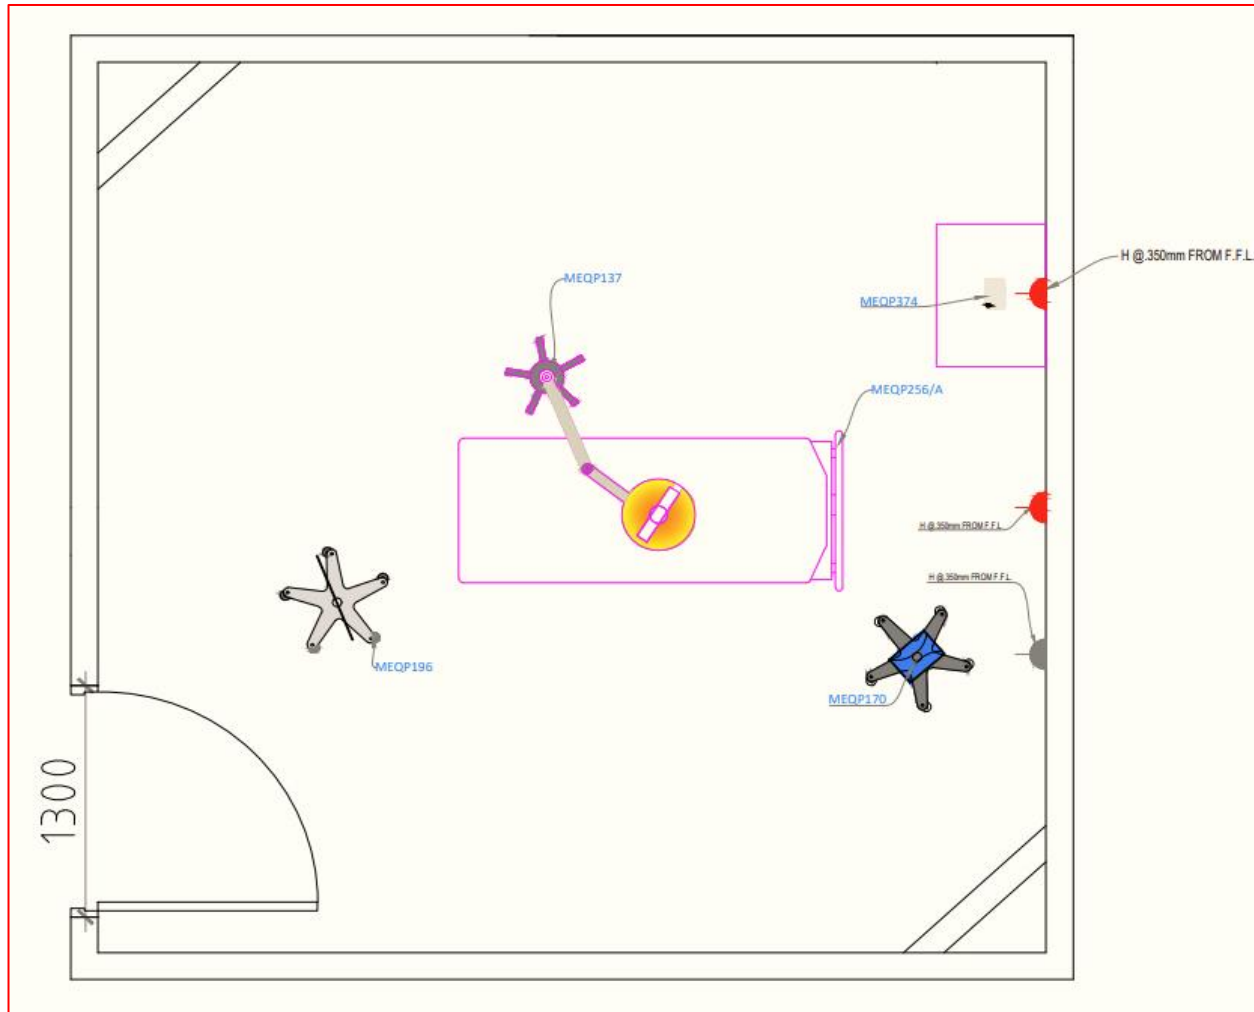 H @.350mm FROM F.F.L.
MEQP137
MEQP374
MEQP256/A
H @.350mm FROM F.F.L.
H @.350mm FROM F.F.L.
MEQP196
MEQP170
1300